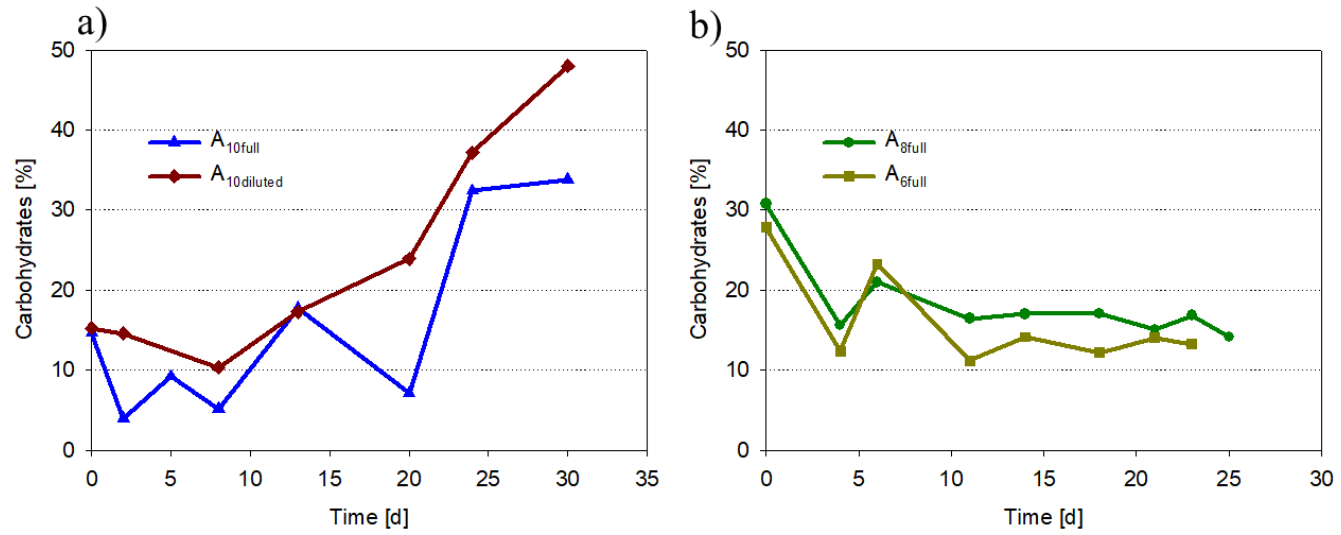 a)
50
40
30
20
10
0
Carbohydrates [%]
A10full
A10diluted
0 5 10 15 20 25 30 35
Time [d]
b)
50
40
30
20
10
0
Carbohydrates [%]
A8full
A6full
0 5 10 15 20 25 30
Time [d]